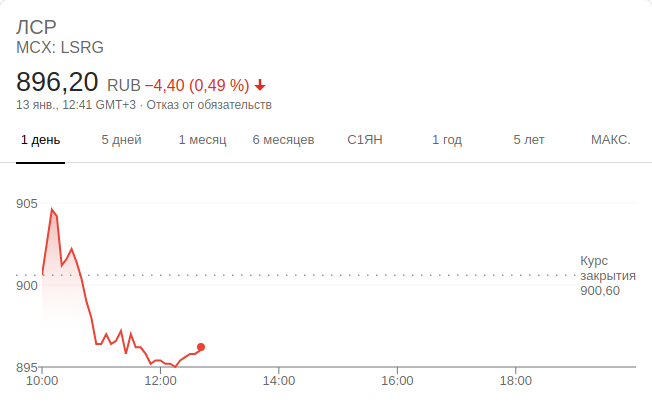 ЛСР
MCX: LSRG
896,20 RUB −4,40 (0,49 %)
13 янв., 12:41 GMT+3 · Отказ от обязательств
1 день 5 дней 1 месяц 6 месяцев С1ЯН 1 год 5 лет МАКС.
905
Курс
закрытия
900,60
900
895
10:00 12:00 14:00 16:00 18:00